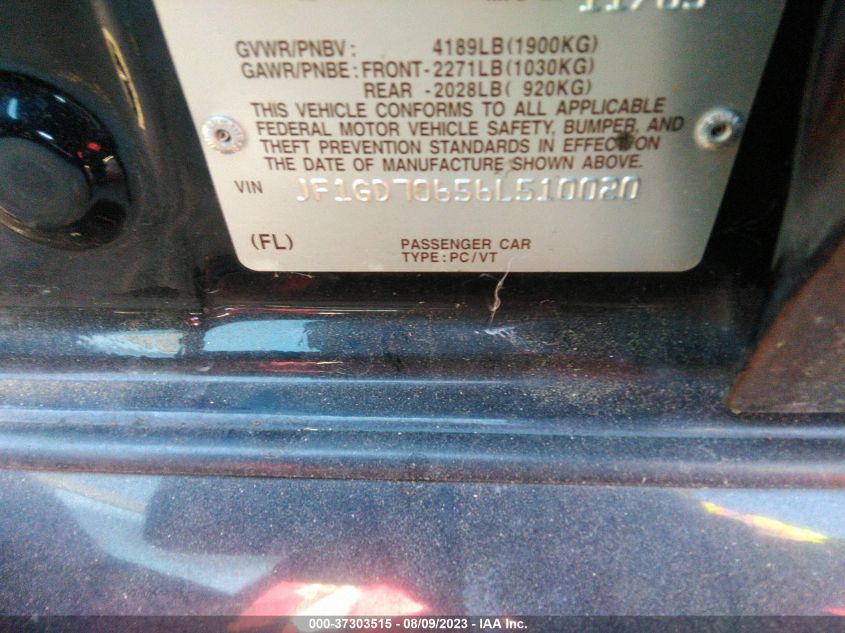 11/05
GVWR/PNBV: 4189LB(1900KG)
GAWR/PNBE: FRONT-2271LB(1030KG)
REAR -2028LB( 920KG)
THIS VEHICLE CONFORMS TO ALL APPLICABLE
FEDERAL MOTOR VEHICLE SAFETY, BUMPER, AND
THEFT PREVENTION STANDARDS IN EFFECT ON
THE DATE OF MANUFACTURE SHOWN ABOVE.
VIN JF1GD70656L510020
(FL) PASSENGER CAR
TYPE: PC/VT
000-37303515 - 08/09/2023 - IAA Inc.